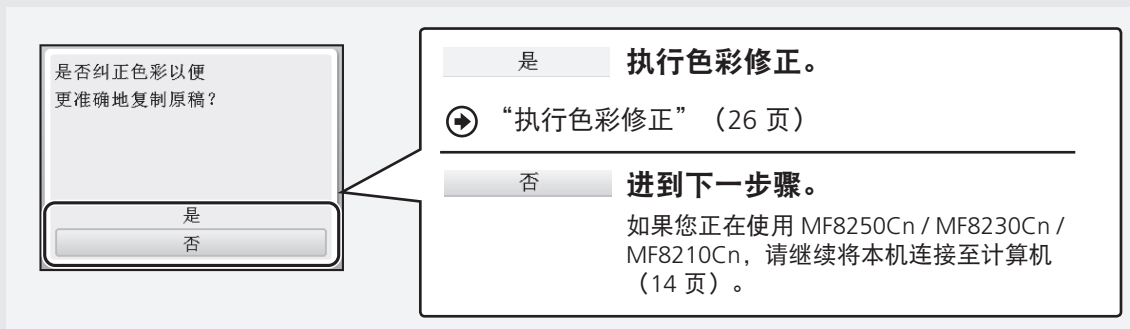 是否纠正色彩以便
更准确地复制原稿？
是
否
是 执行色彩修正。
“执行色彩修正”（26 页）
否 进到下一步骤。
如果您正在使用 MF8250Cn / MF8230Cn /
MF8210Cn，请继续将本机连接至计算机
（14 页）。